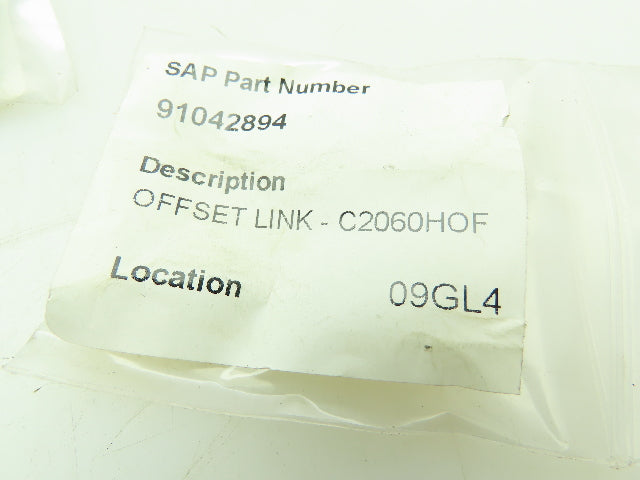 SAP Part Number
91042894
Description
OFFSET LINK - C2060HOF
Location 09GL4